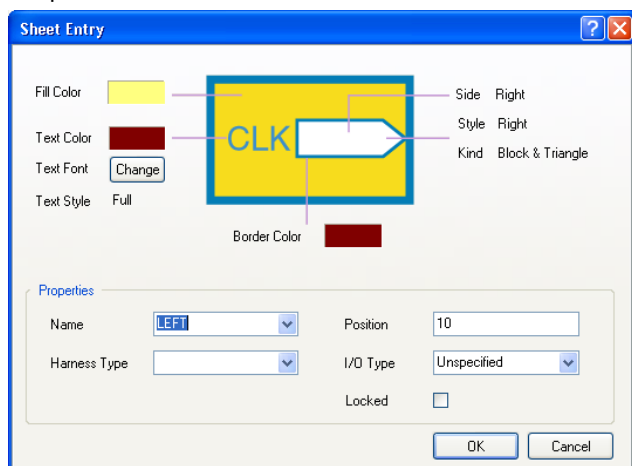 Sheet Entry
Fill Color
Side Right
Text Color
CLK
Style Right
Text Font Change
Kind Block & Triangle
Text Style Full
Border Color
Properties
Name LEFT Position 10
Harness Type I/O Type Unspecified
Locked
OK Cancel